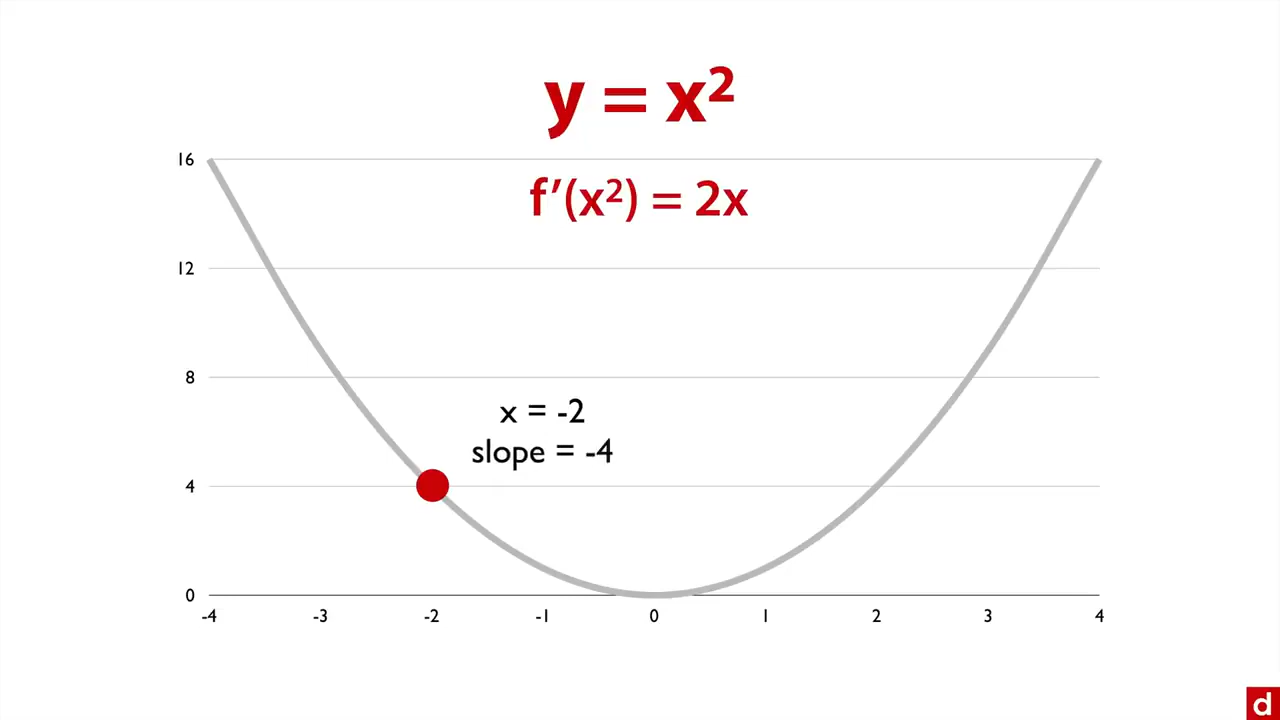 y = x²
16
f′(x²) = 2x
12
8
x = -2
slope = -4
4
0
-4 -3 -2 -1 0 1 2 3 4
d